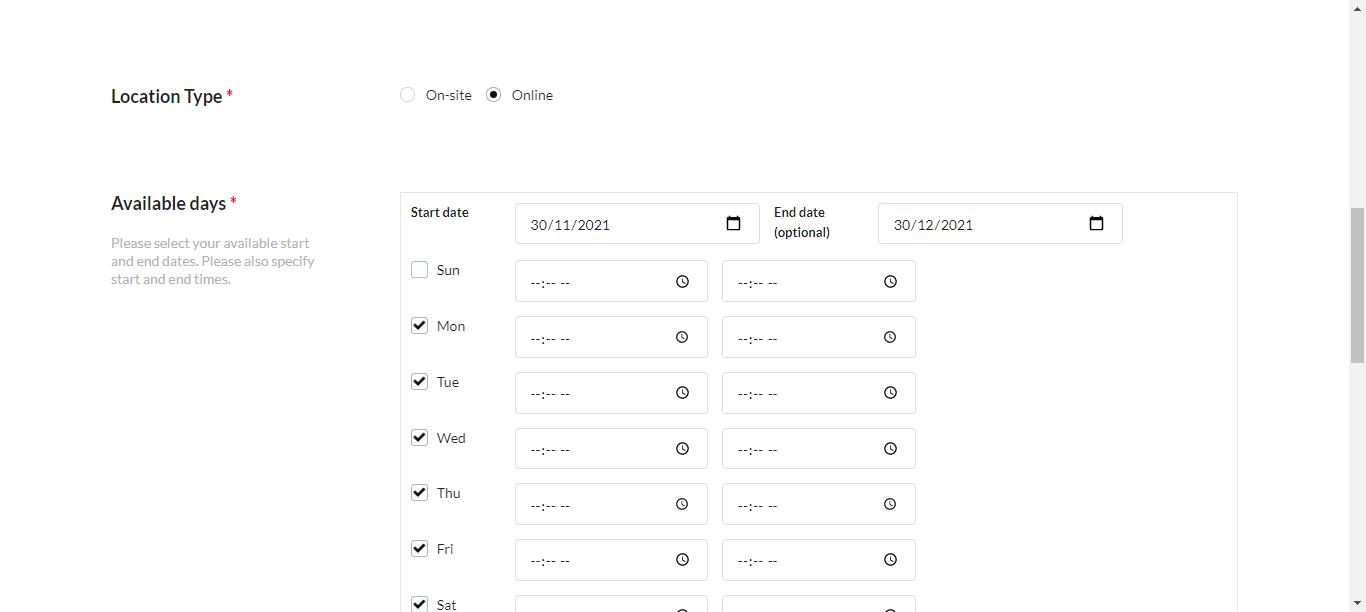 Location Type * On-site Online
Available days *
Please select your available start
and end dates. Please also specify
start and end times.
Start date 30/11/2021 End date
(optional) 30/12/2021
Sun --:-- -- --:-- --
Mon --:-- -- --:-- --
Tue --:-- -- --:-- --
Wed --:-- -- --:-- --
Thu --:-- -- --:-- --
Fri --:-- -- --:-- --
Sat